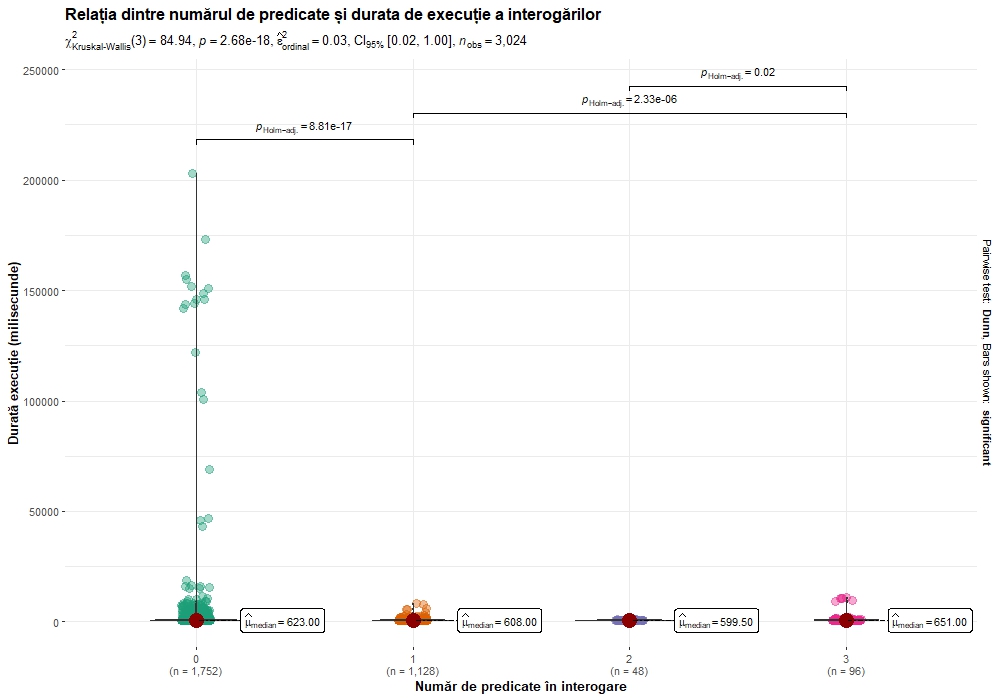 Relația dintre numărul de predicate și durata de execuție a interogărilor
χ²Kruskal-Wallis(3) = 84.94, p = 2.68e-18, ε̂²ordinal = 0.03, CI95% [0.02, 1.00], nobs = 3,024
250000
200000
150000
100000
50000
0
Durată execuție (milisecunde)
pHolm−adj. = 0.02
pHolm−adj. = 2.33e-06
pHolm−adj. = 8.81e-17
μ̂median = 623.00
μ̂median = 608.00
μ̂median = 599.50
μ̂median = 651.00
0
(n = 1,752)
1
(n = 1,128)
2
(n = 48)
3
(n = 96)
Număr de predicate în interogare
Pairwise test: Dunn, Bars shown: significant